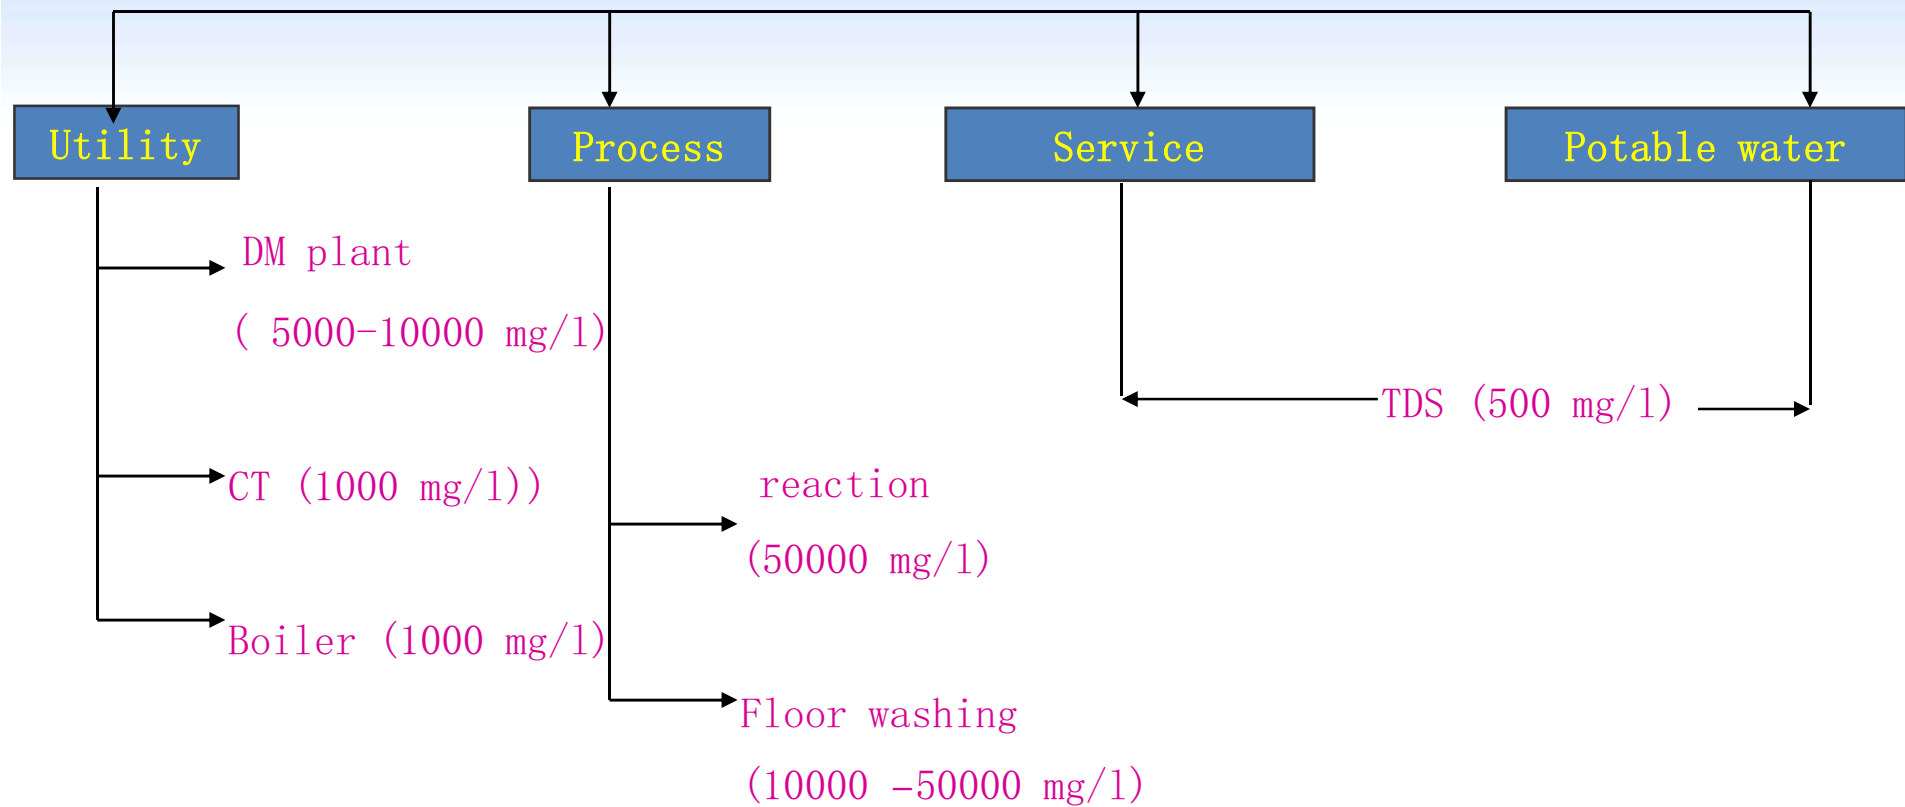 Utility
Process
Service
Potable water
DM plant
( 5000-10000 mg/l)
CT (1000 mg/l))
Boiler (1000 mg/l)
reaction
(50000 mg/l)
Floor washing
(10000 –50000 mg/l)
TDS (500 mg/l)